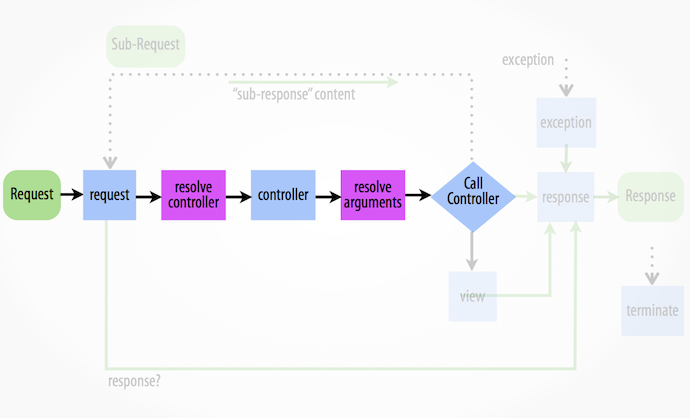 Sub-Request
exception
“sub-response” content
exception
Request
request
resolve
controller
controller
resolve
arguments
Call
Controller
response
Response
view
terminate
response?